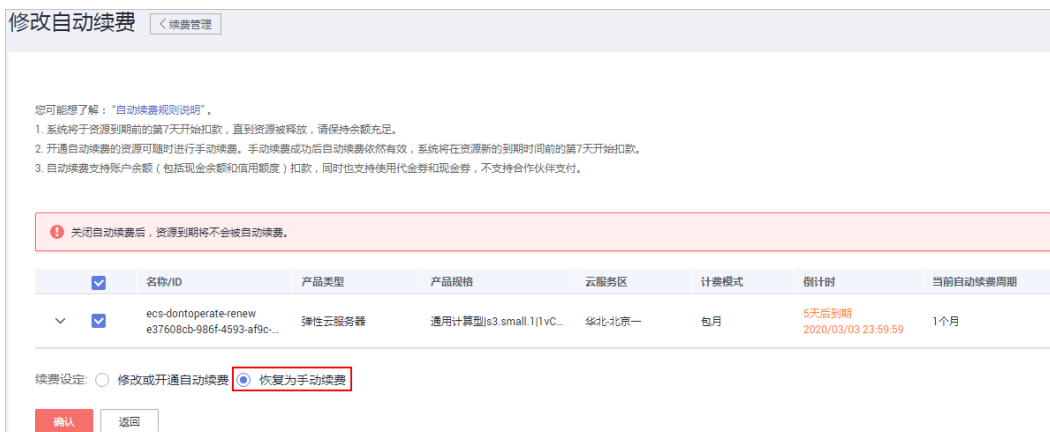 修改自动续费 < 续费管理
您可能想了解：“自动续费规则说明”。
1. 系统将于资源到期前的第7天开始扣款，直到资源被释放，请保持余额充足。
2. 开通自动续费的资源可随时进行手动续费。手动续费成功后自动续费依然有效，系统将在资源新的到期时间前的第7天开始扣款。
3. 自动续费支持账户余额（包括现金余额和信用额度）扣款，同时也支持使用代金券和现金券，不支持合作伙伴支付。
关闭自动续费后，资源到期将不会被自动续费。
名称/ID 产品类型 产品规格 云服务区 计费模式 倒计时 当前自动续费周期
ecs-dontoperate-renew 弹性云服务器 通用计算型|s3.small.1|1vC... 华北-北京一 包月 5天后到期 1个月
e37608cb-986f-4593-af9c-... 2020/03/03 23:59:59
续费设定: 修改或开通自动续费 恢复为手动续费
确认 返回